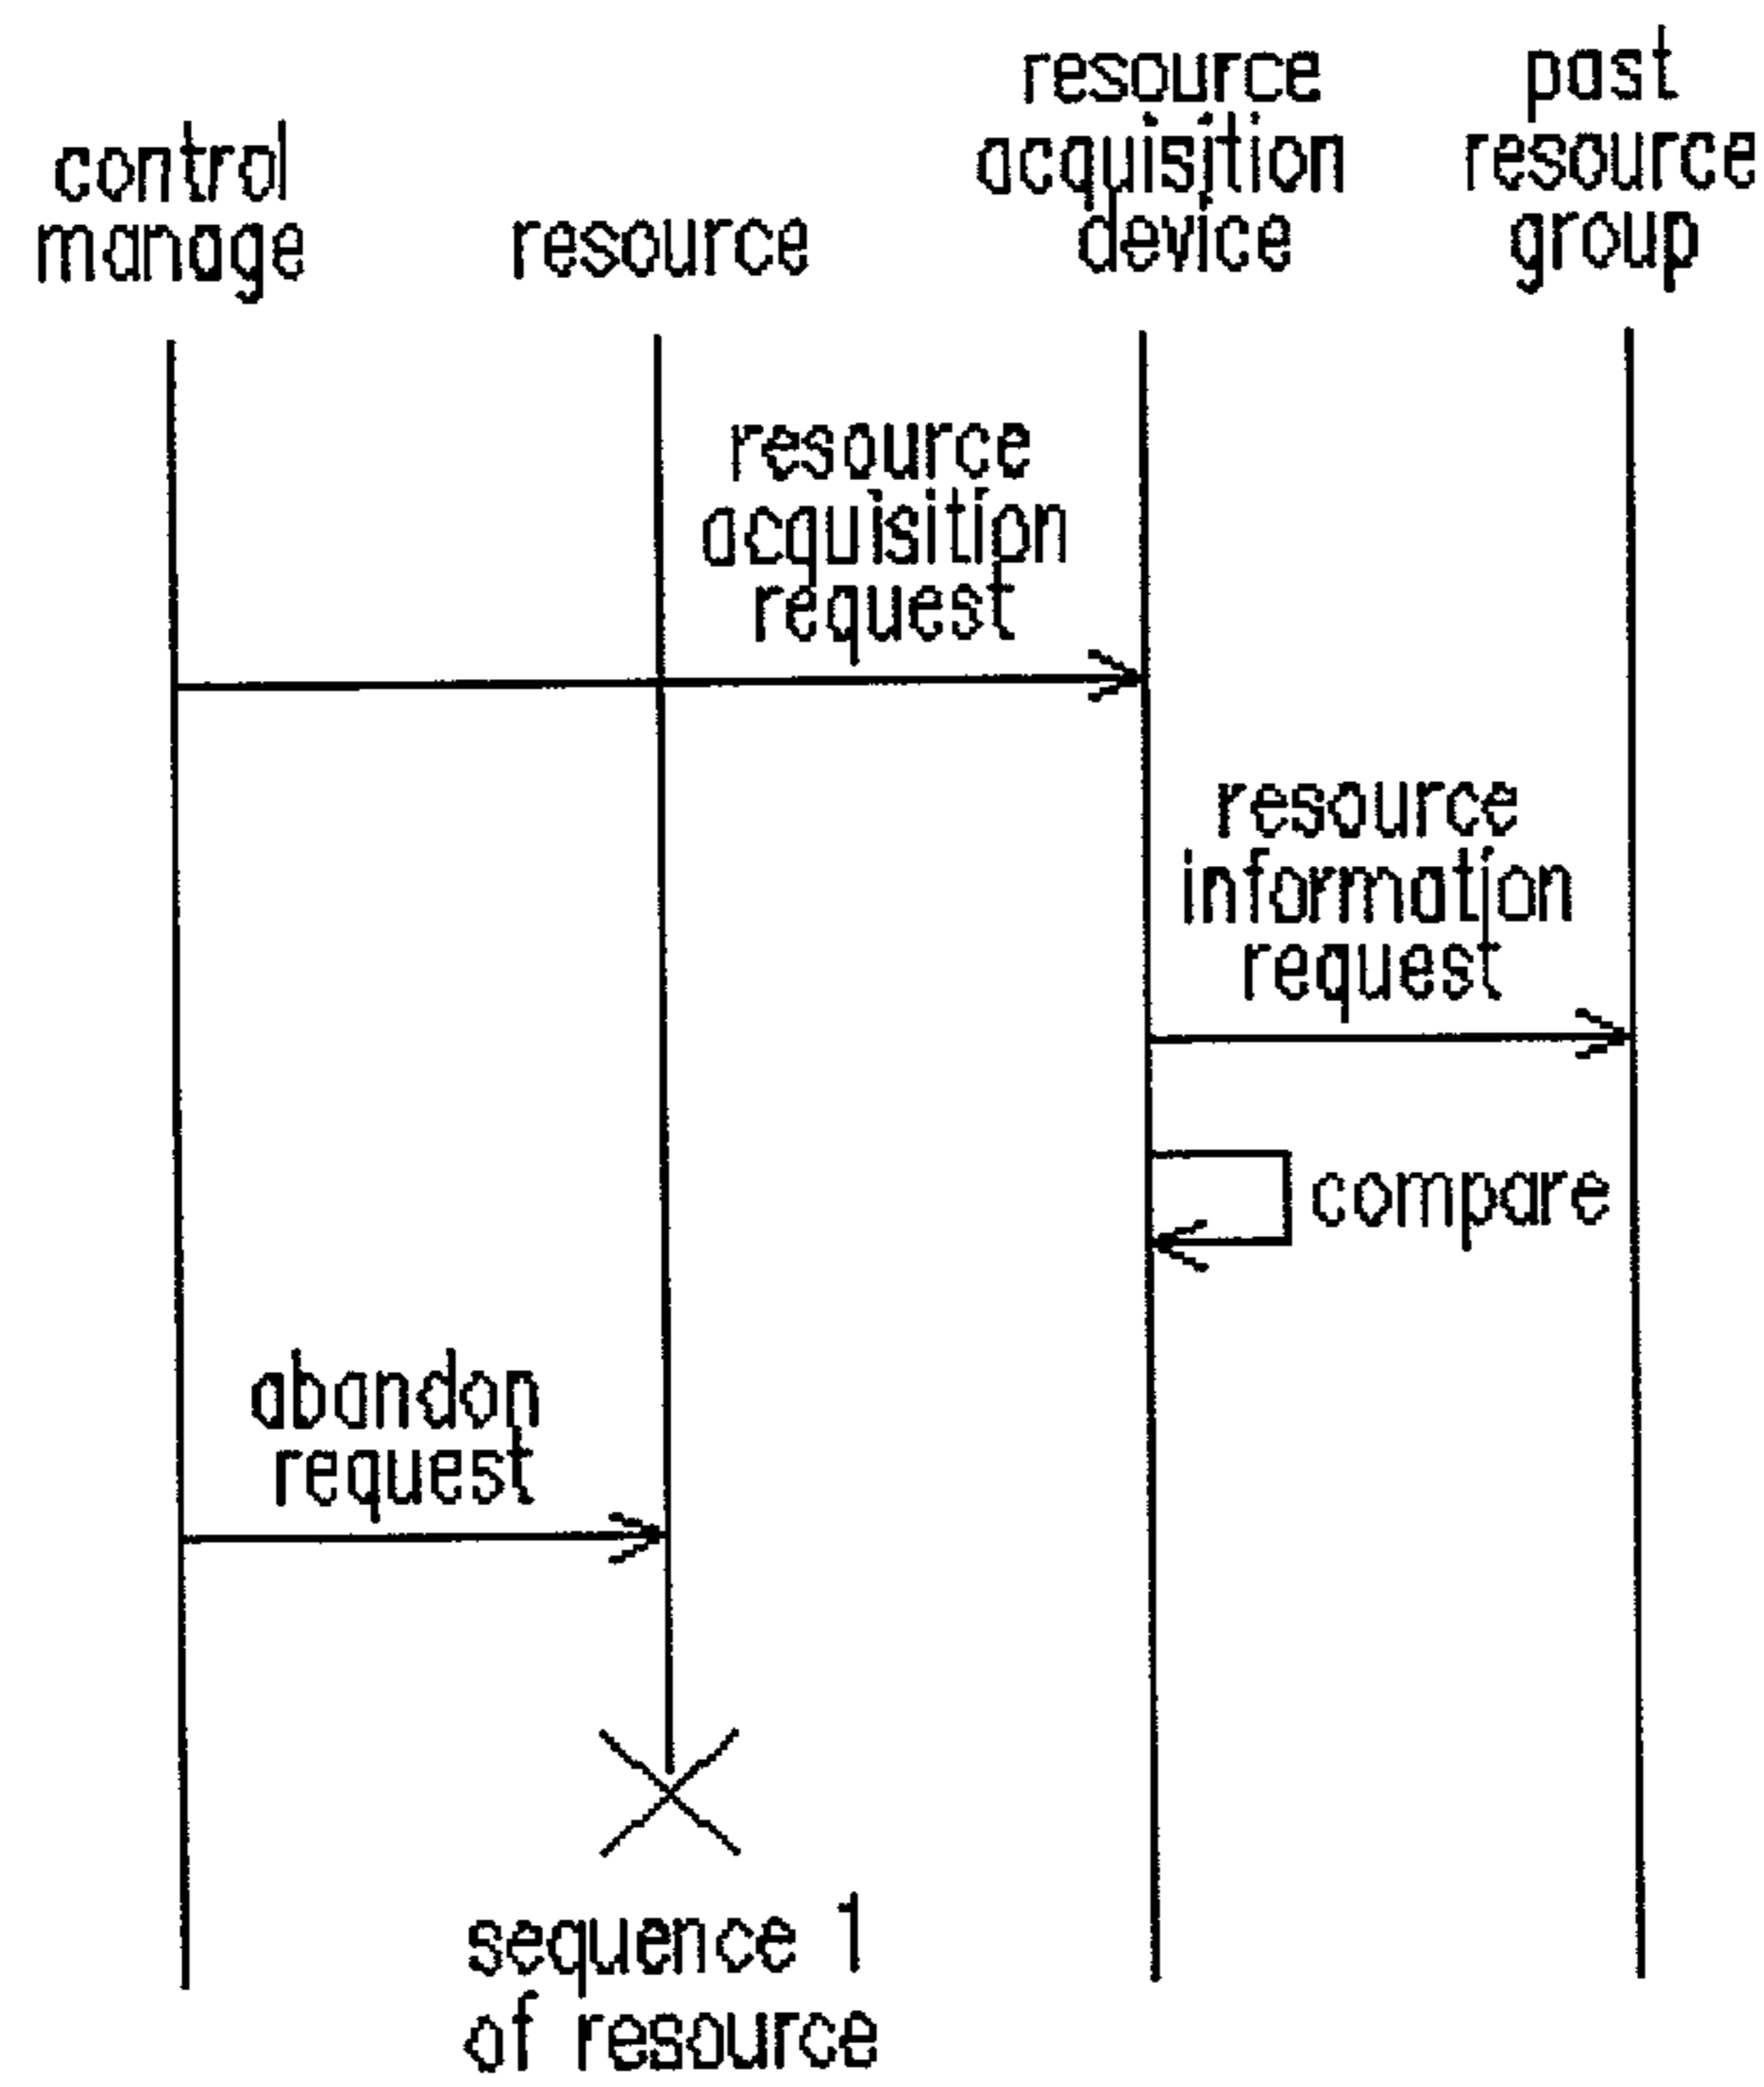 control
manage
resource
resource
acquisition
device
past
resource
group
resource
acquisition
request
resource
information
request
compare
abandon
request
sequence 1
of resource